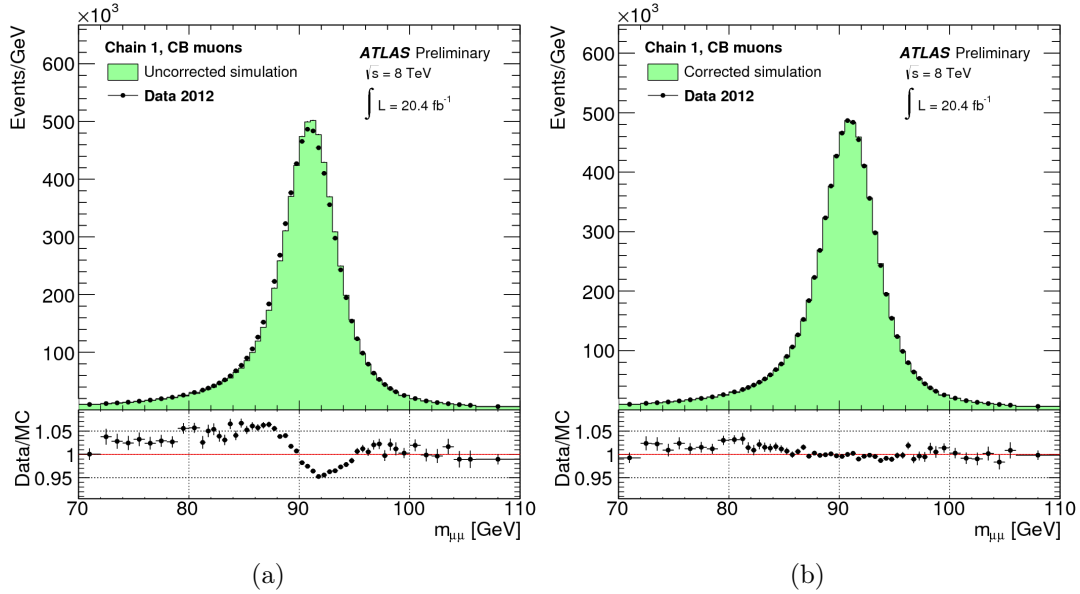 ×10³
Events/GeV
600
500
400
300
200
100
Chain 1, CB muons
Uncorrected simulation
Data 2012
ATLAS Preliminary
√s = 8 TeV
∫ L = 20.4 fb⁻¹
Data/MC
1.05
1
0.95
70 80 90 100 110
m_μμ [GeV]
(a)
×10³
Events/GeV
600
500
400
300
200
100
Chain 1, CB muons
Corrected simulation
Data 2012
ATLAS Preliminary
√s = 8 TeV
∫ L = 20.4 fb⁻¹
Data/MC
1.05
1
0.95
70 80 90 100 110
m_μμ [GeV]
(b)